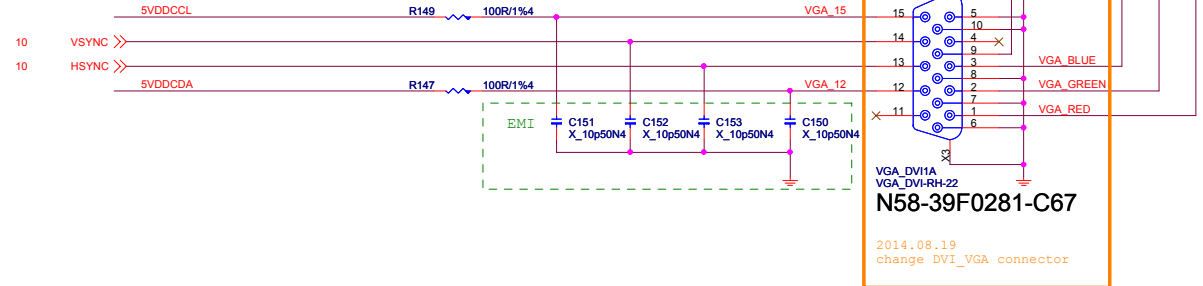 5VDDCCL R149 100R/1%4 VGA_15 15 5
10
10 VSYNC 14 4
9
10 HSYNC 13 3 VGA_BLUE
8
5VDDCDA R147 100R/1%4 VGA_12 12 2 VGA_GREEN
7
11 1 VGA_RED
6
EMI
C151 C152 C153 C150
X_10p50N4 X_10p50N4 X_10p50N4 X_10p50N4
X3
VGA_DVI1A
VGA_DVI-RH-22
N58-39F0281-C67
2014.08.19
change DVI_VGA connector